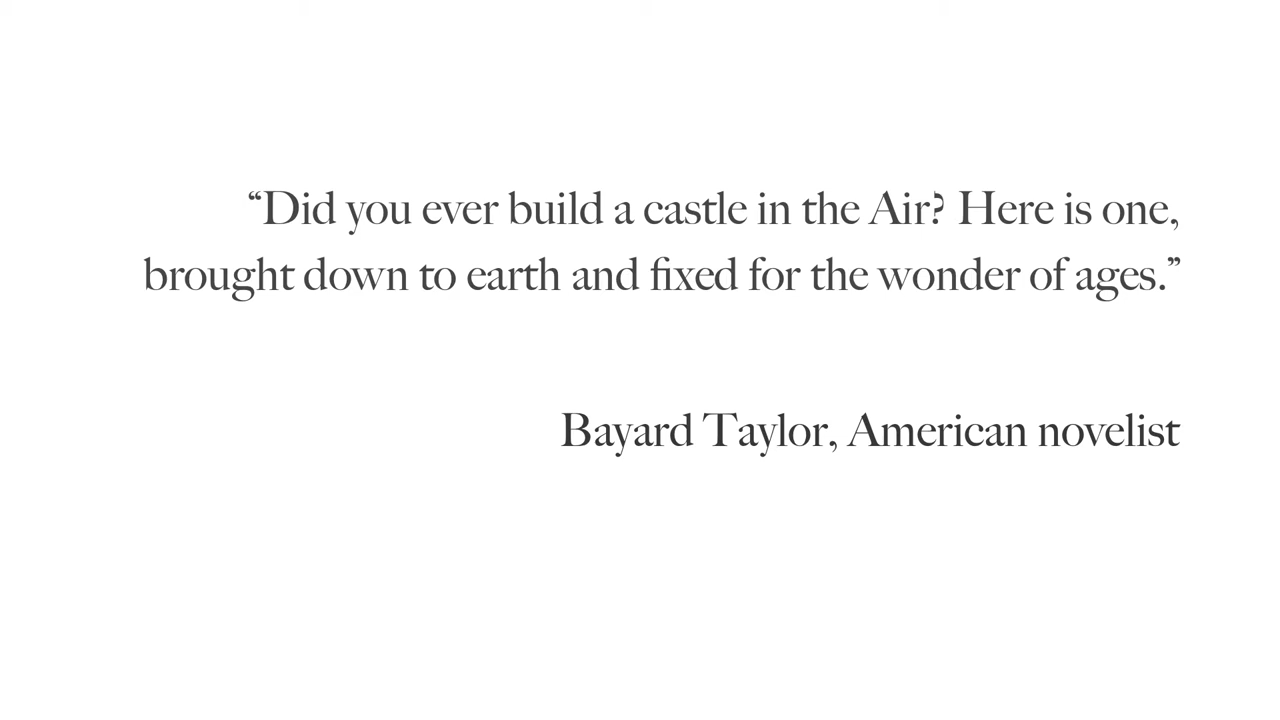 “Did you ever build a castle in the Air? Here is one,
brought down to earth and fixed for the wonder of ages.”
Bayard Taylor, American novelist